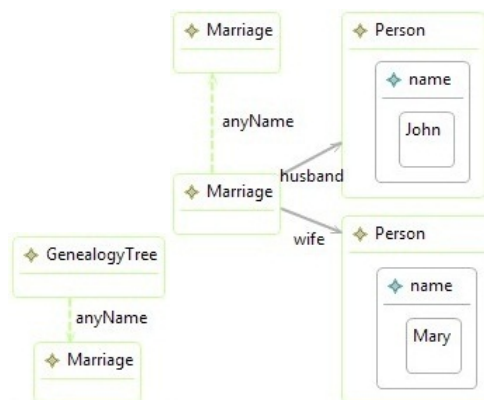 Marriage
Person
name
John
anyName
husband
Marriage
wife
Person
name
Mary
GenealogyTree
anyName
Marriage